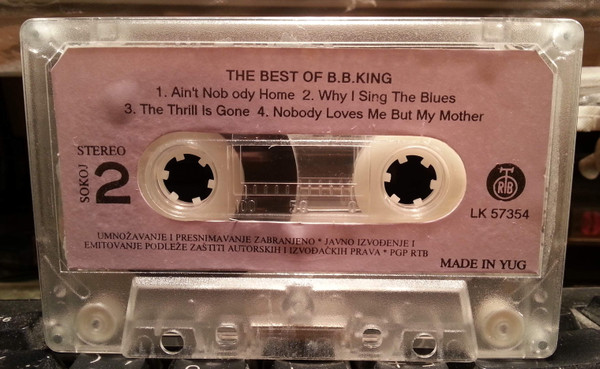 THE BEST OF B.B.KING
1. Ain't Nob ody Home 2. Why I Sing The Blues
3. The Thrill Is Gone 4. Nobody Loves Me But My Mother
STEREO
SOKOJ
2
RTB
LK 57354
UMNOŽAVANJE I PRESNIMAVANJE ZABRANJENO * JAVNO IZVOĐENJE I
EMITOVANJE PODLEŽE ZAŠTITI AUTORSKIH I IZVOĐAČKIH PRAVA * PGP RTB
MADE IN YUG